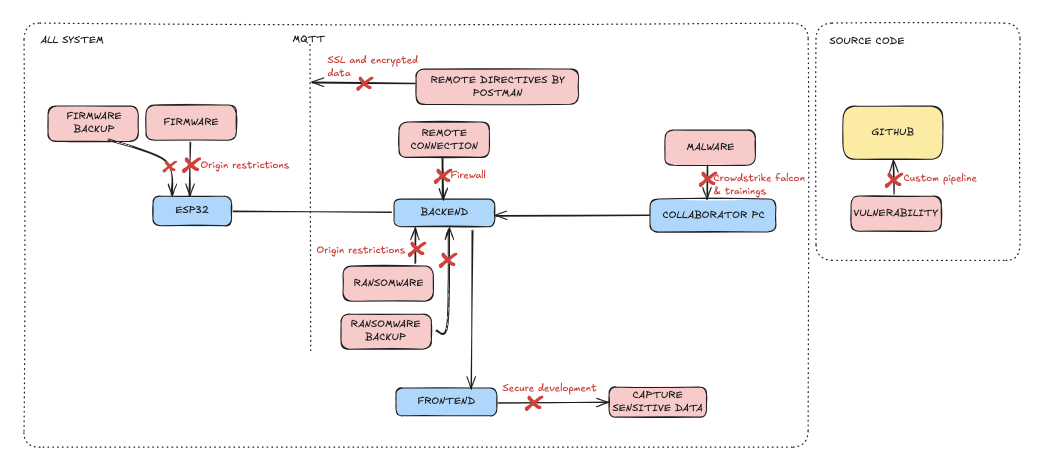 ALL SYSTEM
MQTT
SOURCE CODE
SSL and encrypted
data
REMOTE DIRECTIVES BY
POSTMAN
FIRMWARE
BACKUP
FIRMWARE
REMOTE
CONNECTION
MALWARE
GITHUB
Origin restrictions
Firewall
Crowdstrike falcon
& trainings
Custom pipeline
ESP32
BACKEND
COLLABORATOR PC
VULNERABILITY
Origin restrictions
RANSOMWARE
RANSOMWARE
BACKUP
FRONTEND
Secure development
CAPTURE
SENSITIVE DATA